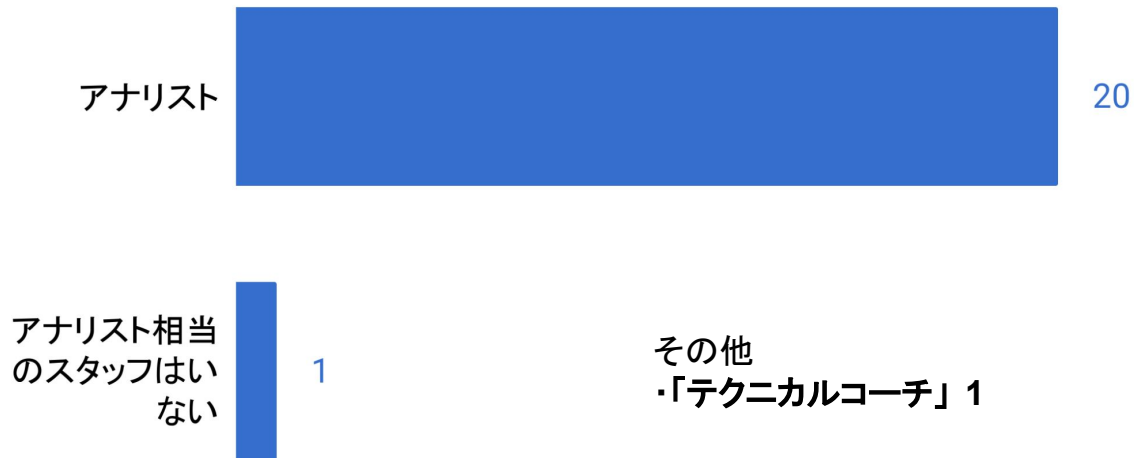 アナリスト
20
アナリスト相当
のスタッフはい
ない
1
その他
・「テクニカルコーチ」 1